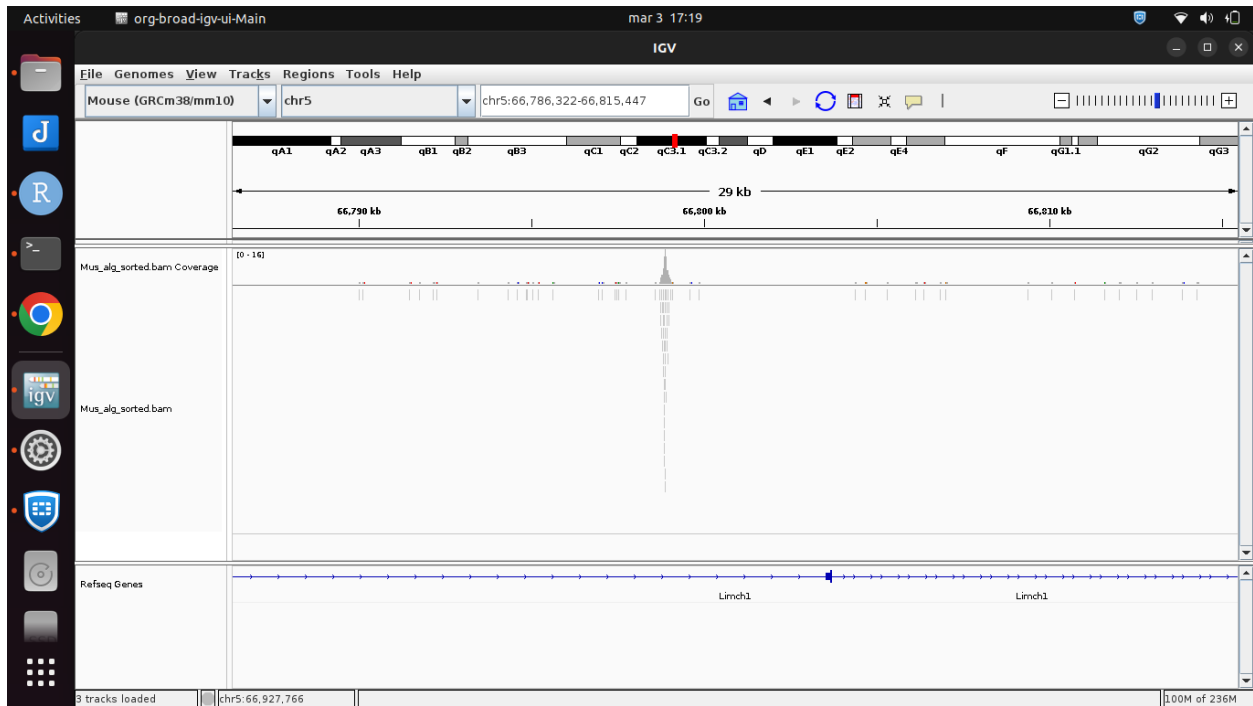 Activities org-broad-igv-ui-Main mar 3 17:19
IGV
File Genomes View Tracks Regions Tools Help
Mouse (GRCm38/mm10) chr5 chr5:66,786,322-66,815,447 Go
qA1 qA2 qA3 qB1 qB2 qB3 qC1 qC2 qC3.1 qC3.2 qD qE1 qE2 qE4 qF qG1.1 qG2 qG3
29 kb
66,790 kb 66,800 kb 66,810 kb
[0 - 16]
Mus_alg_sorted.bam Coverage
J
R
>_
igv
Mus_alg_sorted.bam
Refseq Genes
Limch1 Limch1
3 tracks loaded chr5:66,927,766 100M of 236M